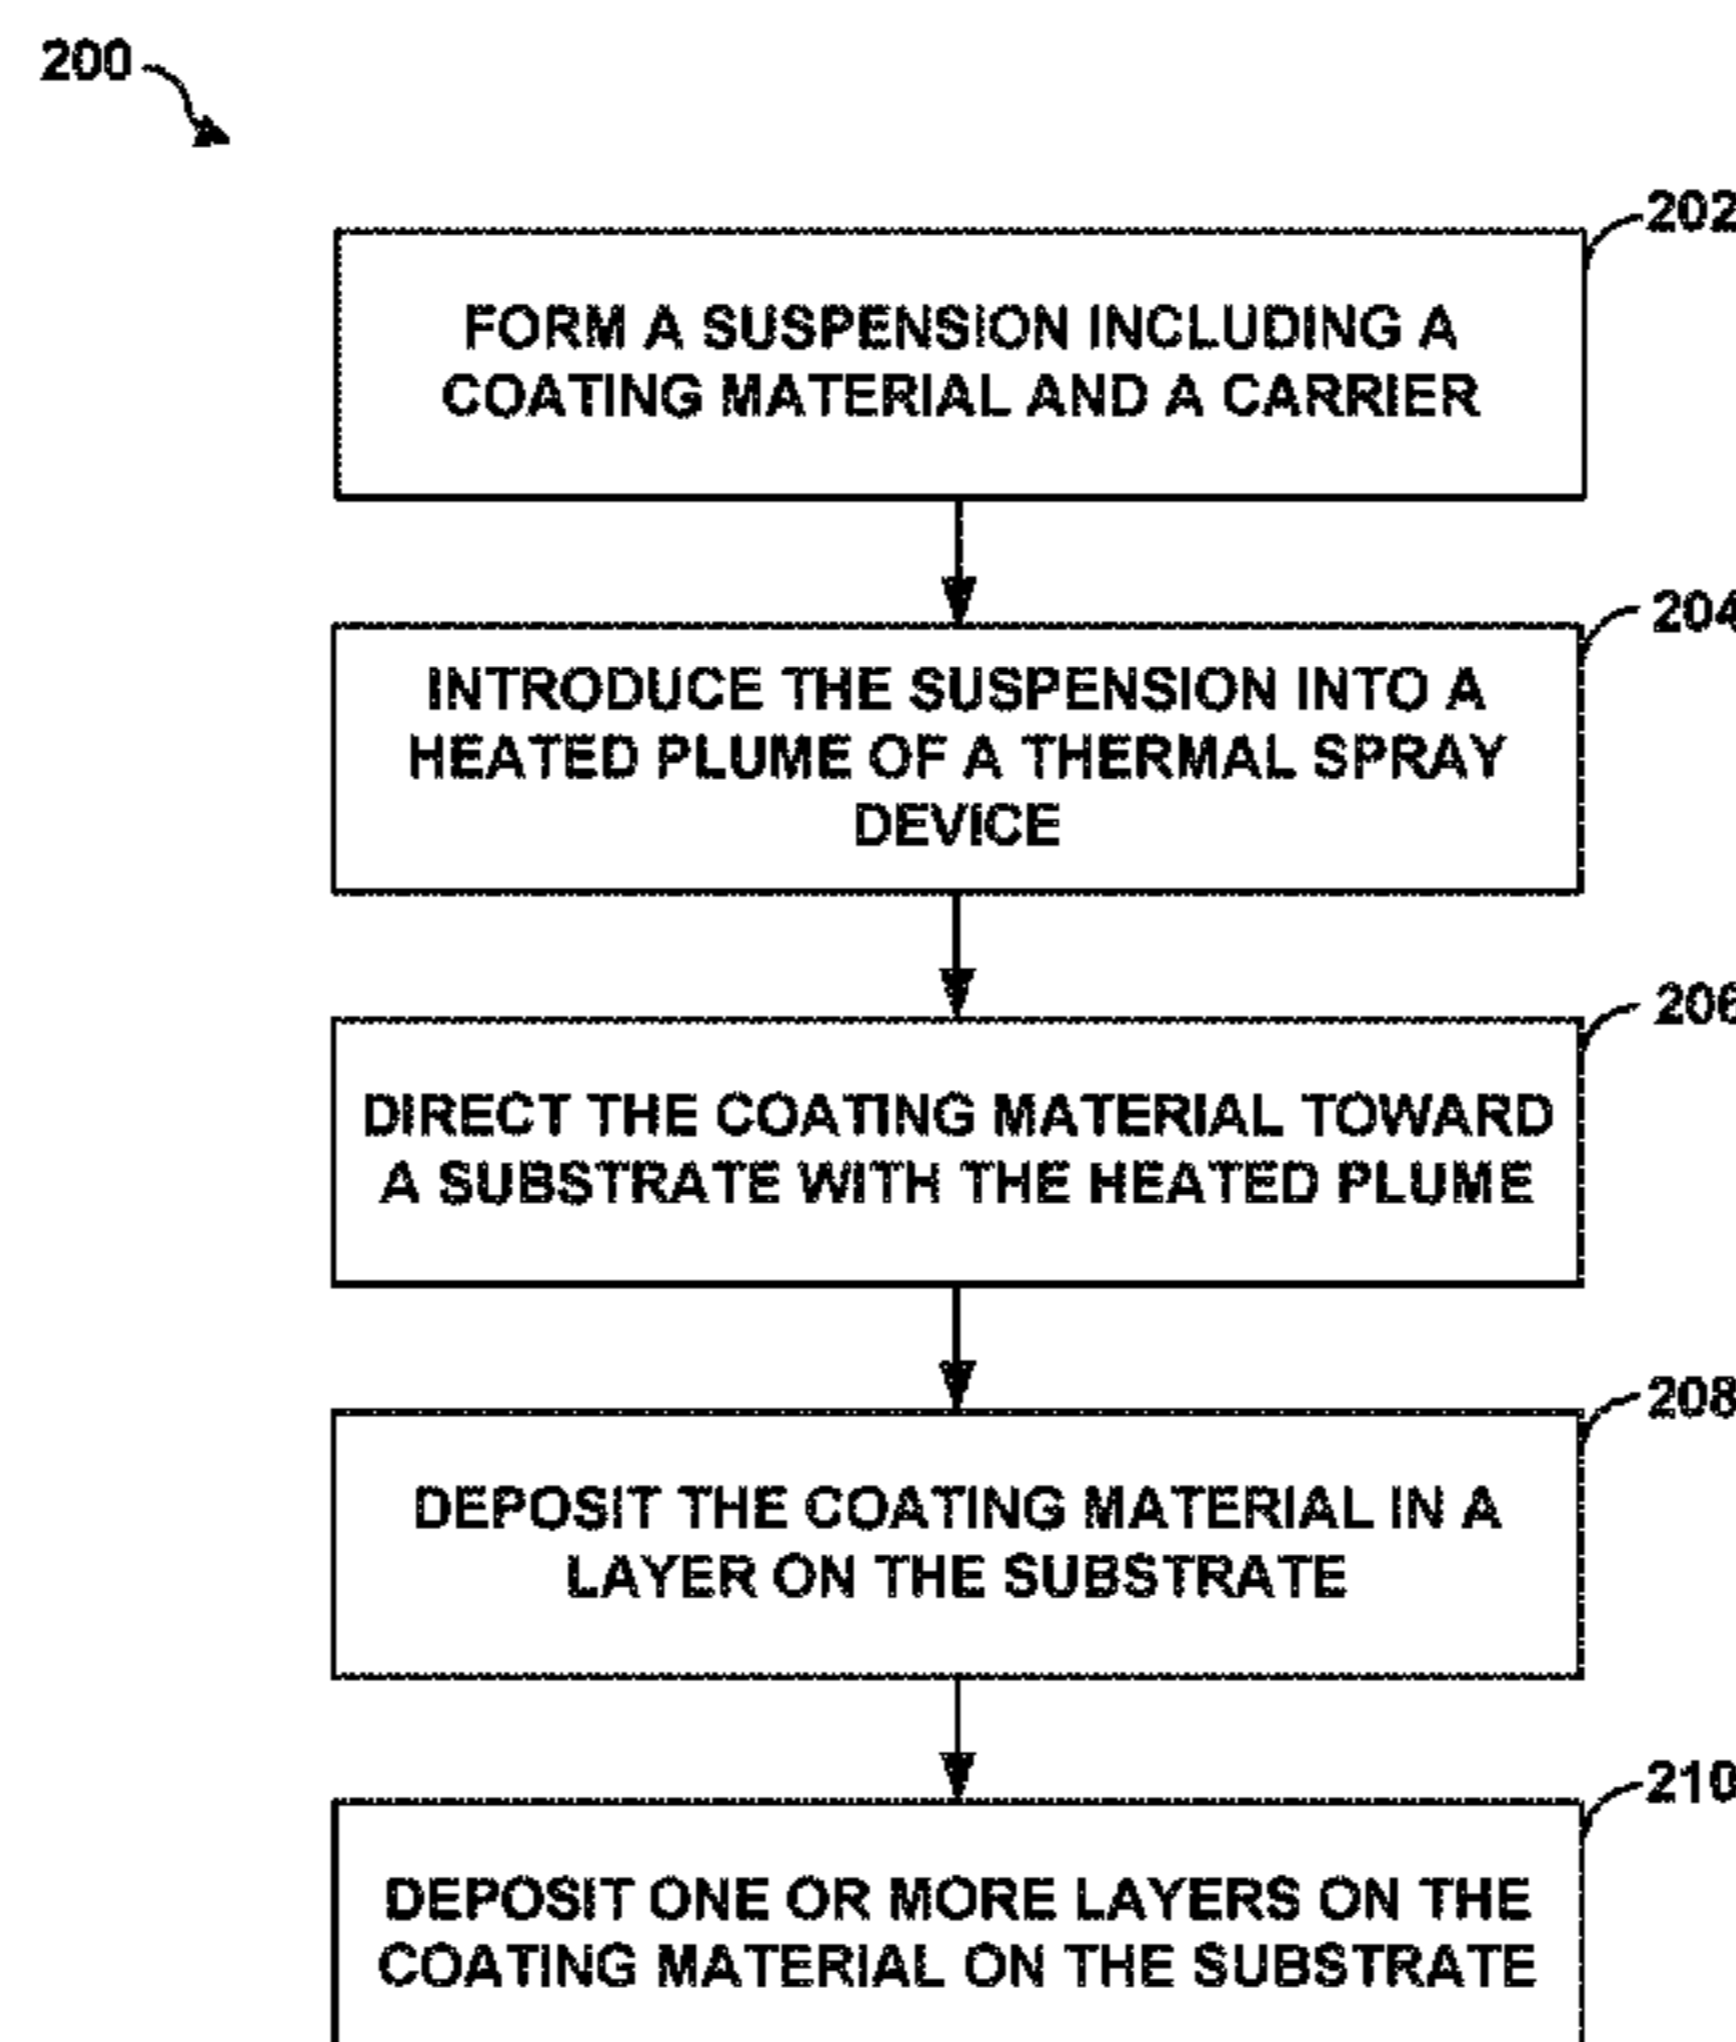 200
202
FORM A SUSPENSION INCLUDING A
COATING MATERIAL AND A CARRIER
204
INTRODUCE THE SUSPENSION INTO A
HEATED PLUME OF A THERMAL SPRAY
DEVICE
206
DIRECT THE COATING MATERIAL TOWARD
A SUBSTRATE WITH THE HEATED PLUME
208
DEPOSIT THE COATING MATERIAL IN A
LAYER ON THE SUBSTRATE
210
DEPOSIT ONE OR MORE LAYERS ON THE
COATING MATERIAL ON THE SUBSTRATE